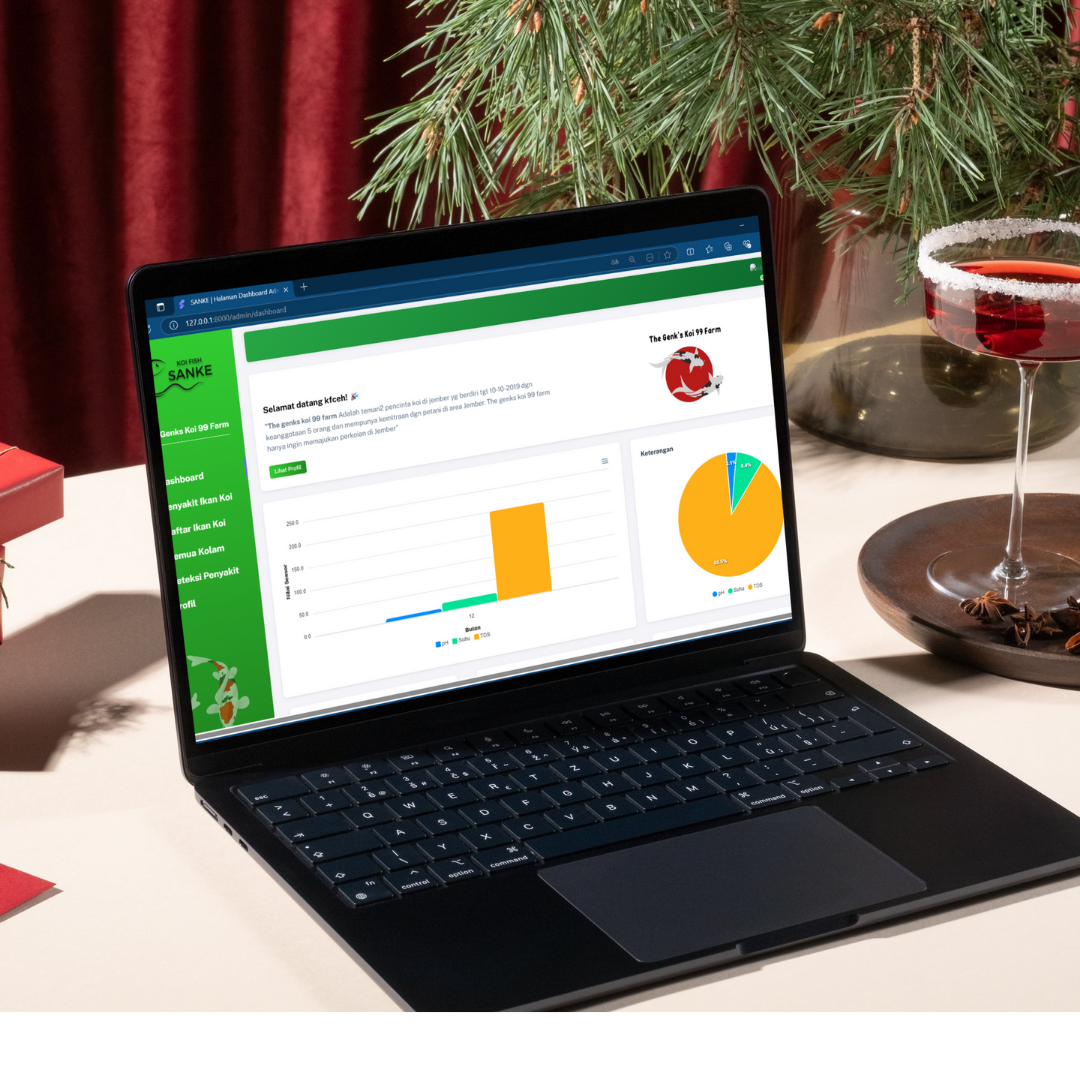 SANKE | Halaman Dashboard Ad
127.0.0.1:8000/admin/dashboard
KOI FISH
SANKE
Genks Koi 99 Farm
ashboard
enyakit Ikan Koi
aftar Ikan Koi
emua Kolam
eteksi Penyakit
rofil
Selamat datang kfceh!
"The genks koi 99 farm Adalah teman2 pencinta koi di jember yg berdiri tgl 10-10-2019 dgn
keanggotaan 5 orang dan mempunya komitraan dgn petani di area Jember. The genks koi 99 farm
hanya ingin memajukan perkoian di Jember"
Lihat Profil
The Genk's Koi 99 Farm
250.0
200.0
150.0
100.0
50.0
0.0
Nilai Sensor
12
Bulan
pH Suhu TDS
Keterangan
8.4%
pH Suhu TDS
esc
Q W E R T Z U I O P
A S D F G H J K L
Y X C V B N M
fn control option command command option